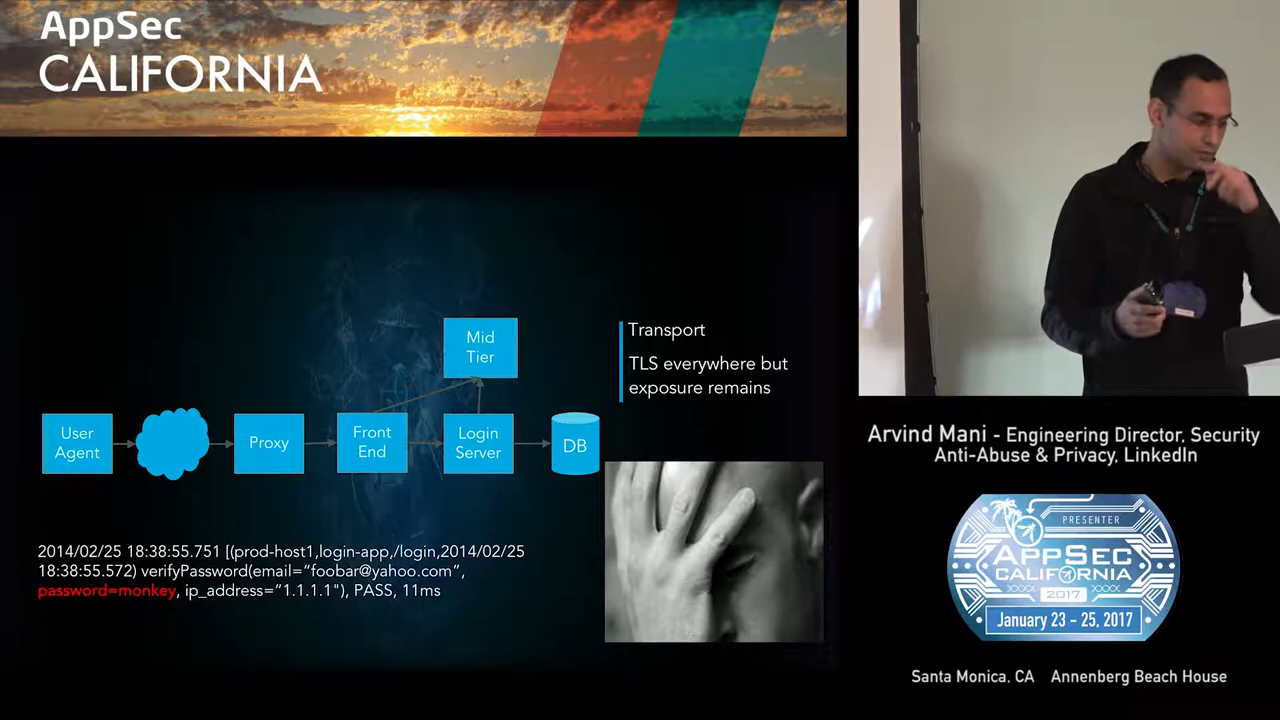 AppSec
CALIFORNIA
Mid
Tier
Transport
TLS everywhere but
exposure remains
User
Agent
Proxy
Front
End
Login
Server
DB
2014/02/25 18:38:55.751 [(prod-host1,login-app,/login,2014/02/25
18:38:55.572) verifyPassword(email=“foobar@yahoo.com”,
password=monkey, ip_address=“1.1.1.1"), PASS, 11ms
Arvind Mani - Engineering Director, Security
Anti-Abuse & Privacy, LinkedIn
PRESENTER
APPSEC
CALIFORNIA
2017
January 23 - 25, 2017
Santa Monica, CA Annenberg Beach House